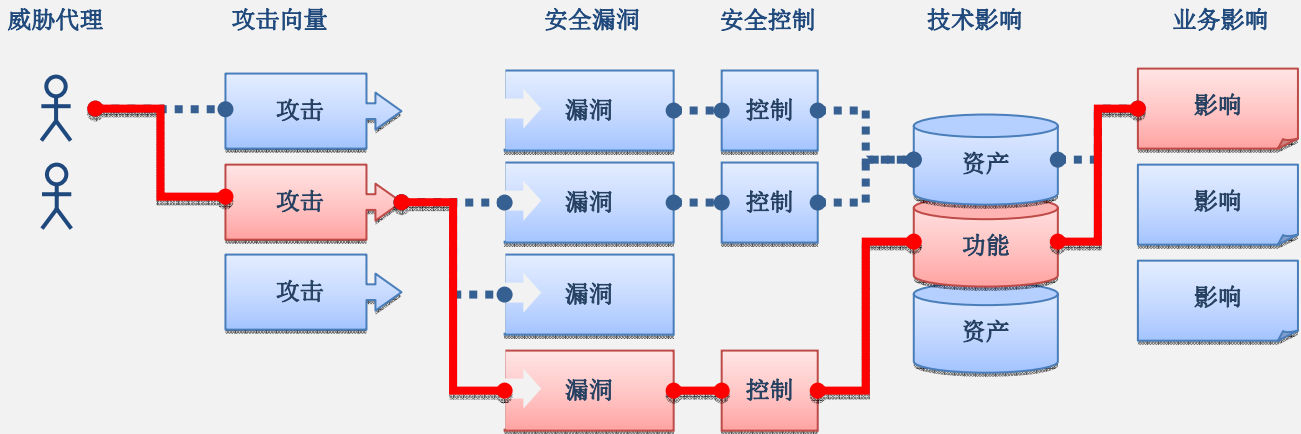 威胁代理
攻击向量
安全漏洞
安全控制
技术影响
业务影响
攻击
攻击
攻击
漏洞
漏洞
漏洞
漏洞
控制
控制
控制
资产
功能
资产
影响
影响
影响